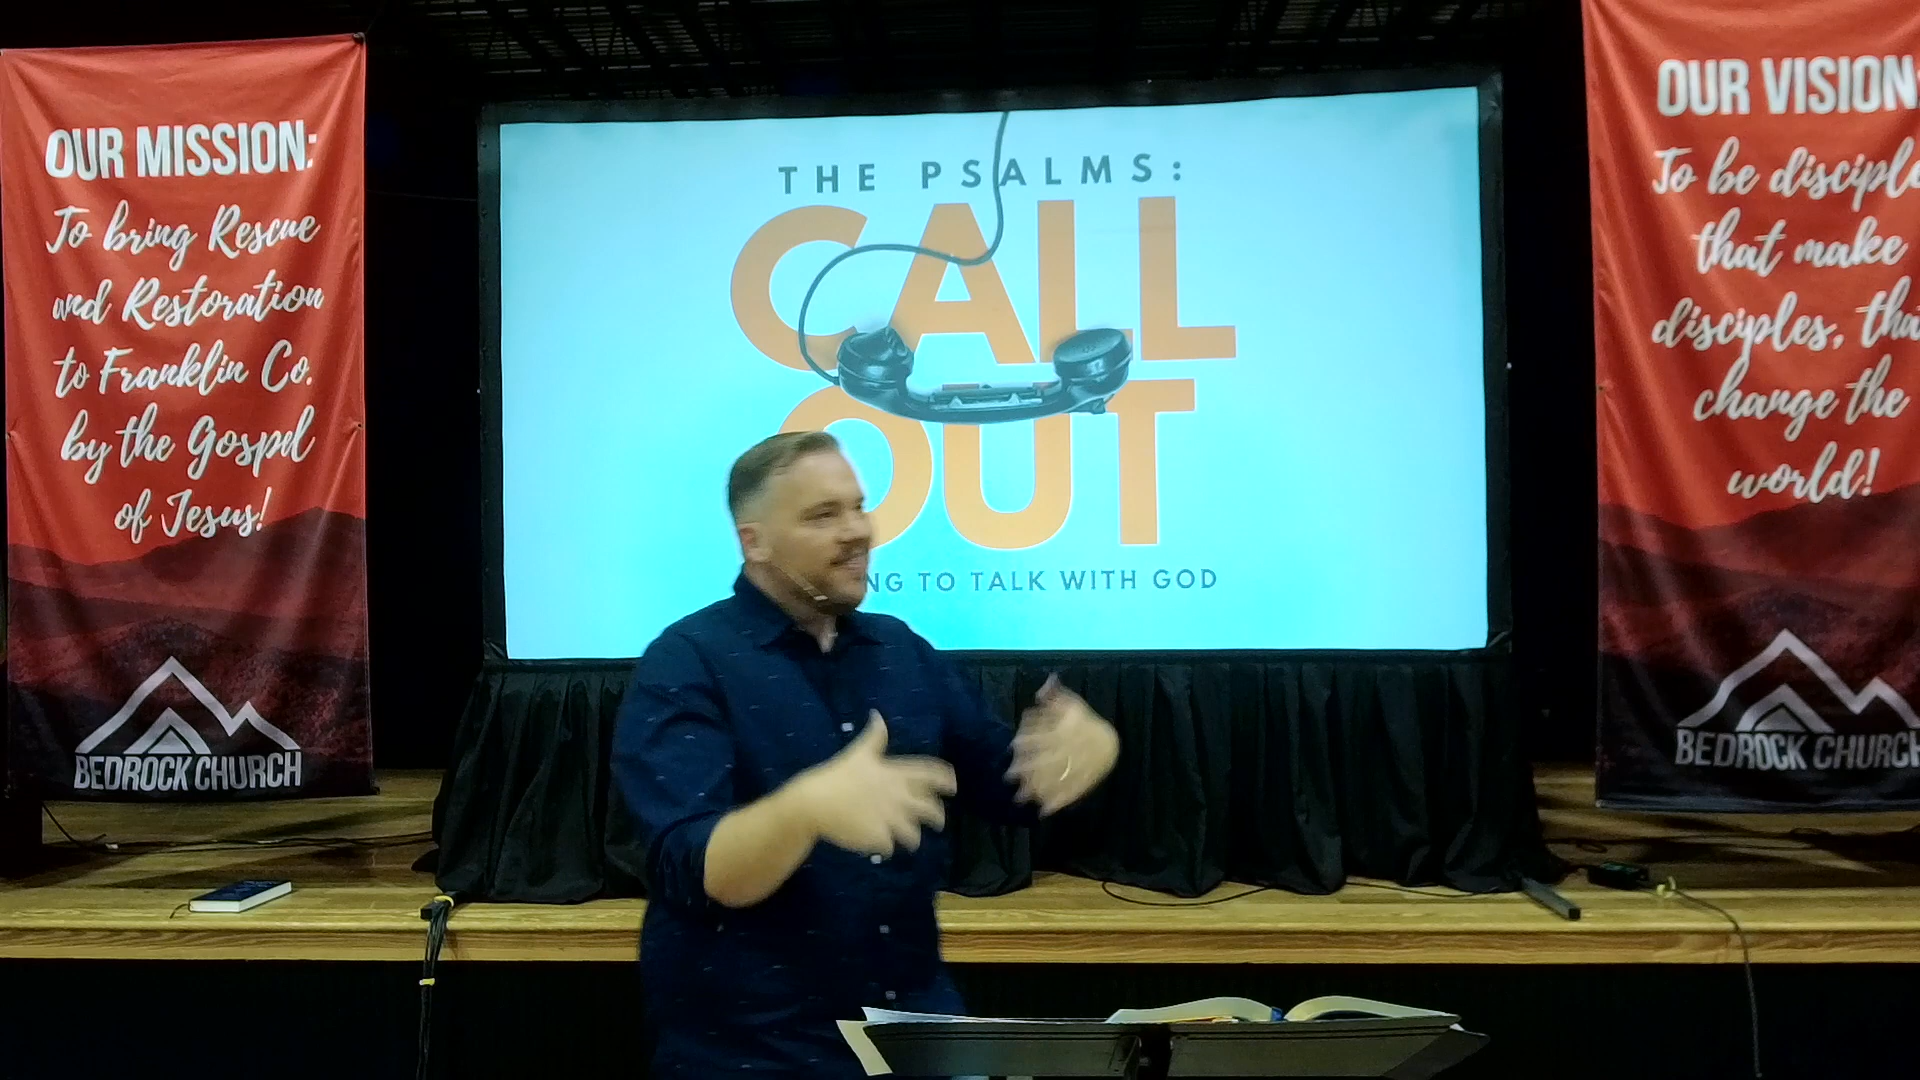 OUR MISSION:
To bring Rescue
and Restoration
to Franklin Co.
by the Gospel
of Jesus!
BEDROCK CHURCH
THE PSALMS:
CALL
OUT
NG TO TALK WITH GOD
OUR VISION:
To be disciple
that make
disciples, that
change the
world!
BEDROCK CHURCH